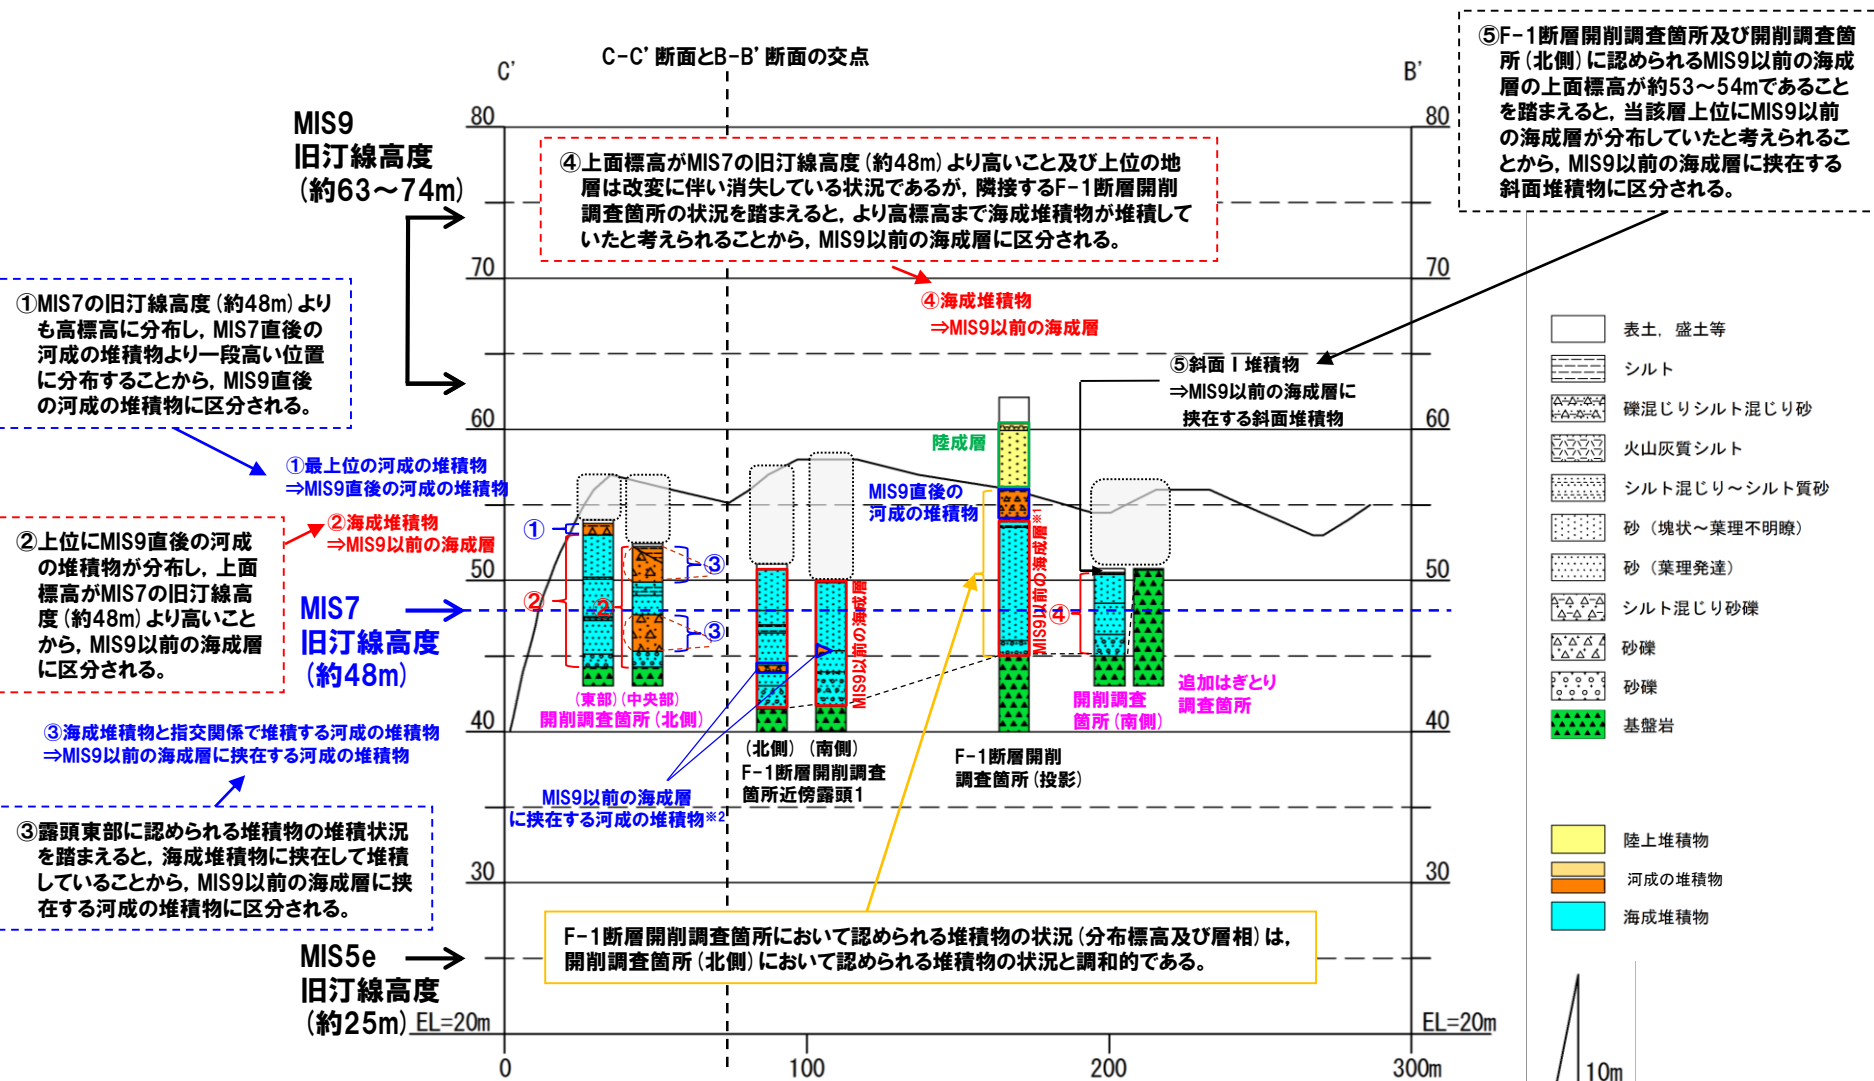 C-C’断面とB-B’断面の交点
C’
B’
⑤F-1断層開削調査箇所及び開削調査箇
所(北側)に認められるMIS9以前の海成
層の上面標高が約53～54mであること
を踏まえると，当該層上位にMIS9以前
の海成層が分布していたと考えられるこ
とから，MIS9以前の海成層に挟在する
斜面堆積物に区分される。
MIS9
旧汀線高度
(約63～74m)
④上面標高がMIS7の旧汀線高度(約48m)より高いこと及び上位の地
層は改変に伴い消失している状況であるが，隣接するF-1断層開削
調査箇所の状況を踏まえると，より高標高まで海成堆積物が堆積して
いたと考えられることから，MIS9以前の海成層に区分される。
80
80
70
70
60
60
50
50
40
40
30
30
EL=20m
EL=20m
0
100
200
300m
①MIS7の旧汀線高度(約48m)より
も高標高に分布し，MIS7直後の
河成の堆積物より一段高い位置
に分布することから，MIS9直後
の河成の堆積物に区分される。
④海成堆積物
⇒MIS9以前の海成層
⑤斜面Ⅰ堆積物
⇒MIS9以前の海成層に
挟在する斜面堆積物
陸成層
①最上位の河成の堆積物
⇒MIS9直後の河成の堆積物
MIS9直後の
河成の堆積物
②海成堆積物
⇒MIS9以前の海成層
②上位にMIS9直後の河成
の堆積物が分布し，上面
標高がMIS7の旧汀線高
度(約48m)より高いこと
から，MIS9以前の海成層
に区分される。
①
②
②
③
③
④
MIS9以前の海成層
MIS9以前の海成層※1
MIS7
旧汀線高度
(約48m)
(東部)(中央部)
開削調査箇所(北側)
開削調査
箇所(南側)
追加はぎとり
調査箇所
③海成堆積物と指交関係で堆積する河成の堆積物
⇒MIS9以前の海成層に挟在する河成の堆積物
(北側) (南側)
F-1断層開削調査
箇所近傍露頭1
F-1断層開削
調査箇所(投影)
MIS9以前の海成層
に挟在する河成の堆積物※2
③露頭東部に認められる堆積物の堆積状況
を踏まえると，海成堆積物に挟在して堆積
していることから，MIS9以前の海成層に挟
在する河成の堆積物に区分される。
F-1断層開削調査箇所において認められる堆積物の状況(分布標高及び層相)は，
開削調査箇所(北側)において認められる堆積物の状況と調和的である。
MIS5e
旧汀線高度
(約25m)
表土，盛土等
シルト
礫混じりシルト混じり砂
火山灰質シルト
シルト混じり～シルト質砂
砂（塊状～葉理不明瞭）
砂（葉理発達）
シルト混じり砂礫
砂礫
砂礫
基盤岩
陸上堆積物
河成の堆積物
海成堆積物
10m